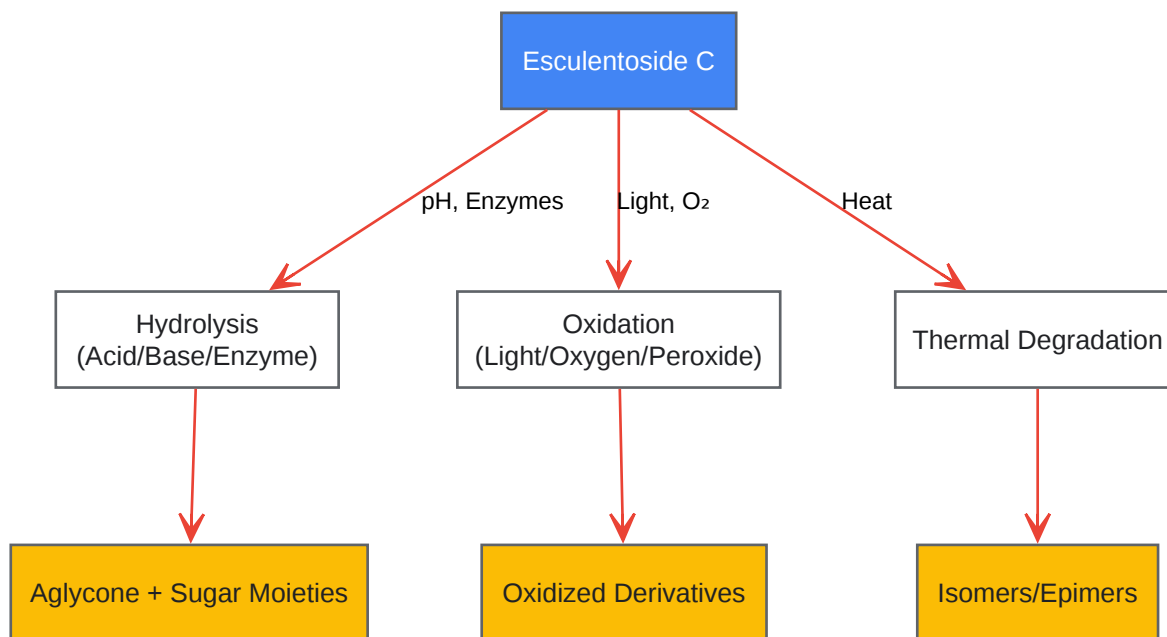 Esculentoside C
pH, Enzymes
Light, O₂
Heat
Hydrolysis
(Acid/Base/Enzyme)
Oxidation
(Light/Oxygen/Peroxide)
Thermal Degradation
Aglycone + Sugar Moieties
Oxidized Derivatives
Isomers/Epimers